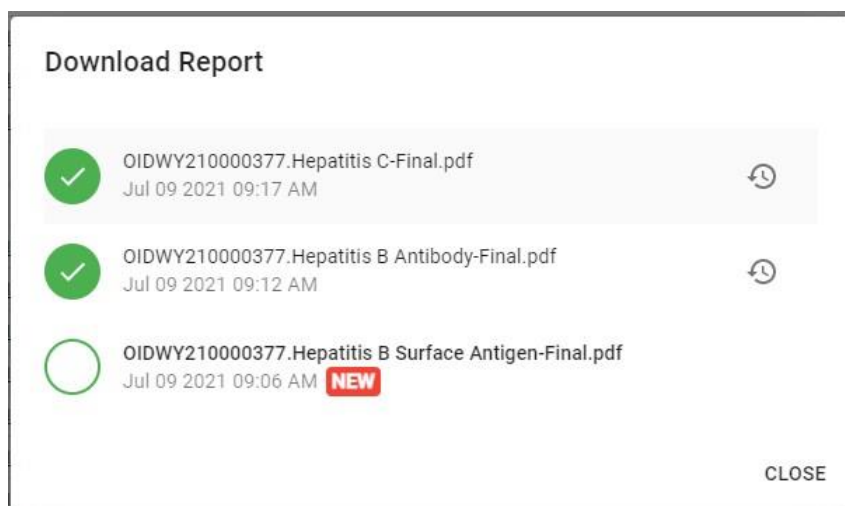 Download Report
OIDWY210000377.Hepatitis C-Final.pdf
Jul 09 2021 09:17 AM
OIDWY210000377.Hepatitis B Antibody-Final.pdf
Jul 09 2021 09:12 AM
OIDWY210000377.Hepatitis B Surface Antigen-Final.pdf
Jul 09 2021 09:06 AM NEW
CLOSE